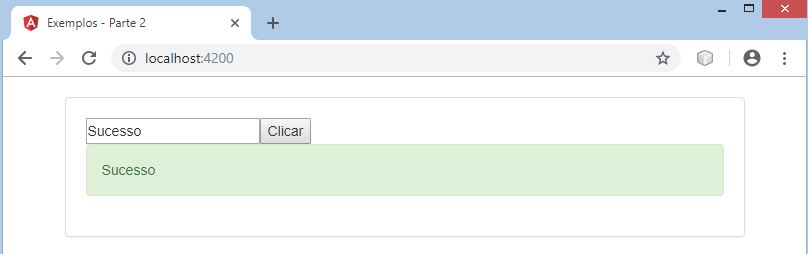 Exemplos - Parte 2
localhost:4200
Sucesso Clicar
Sucesso